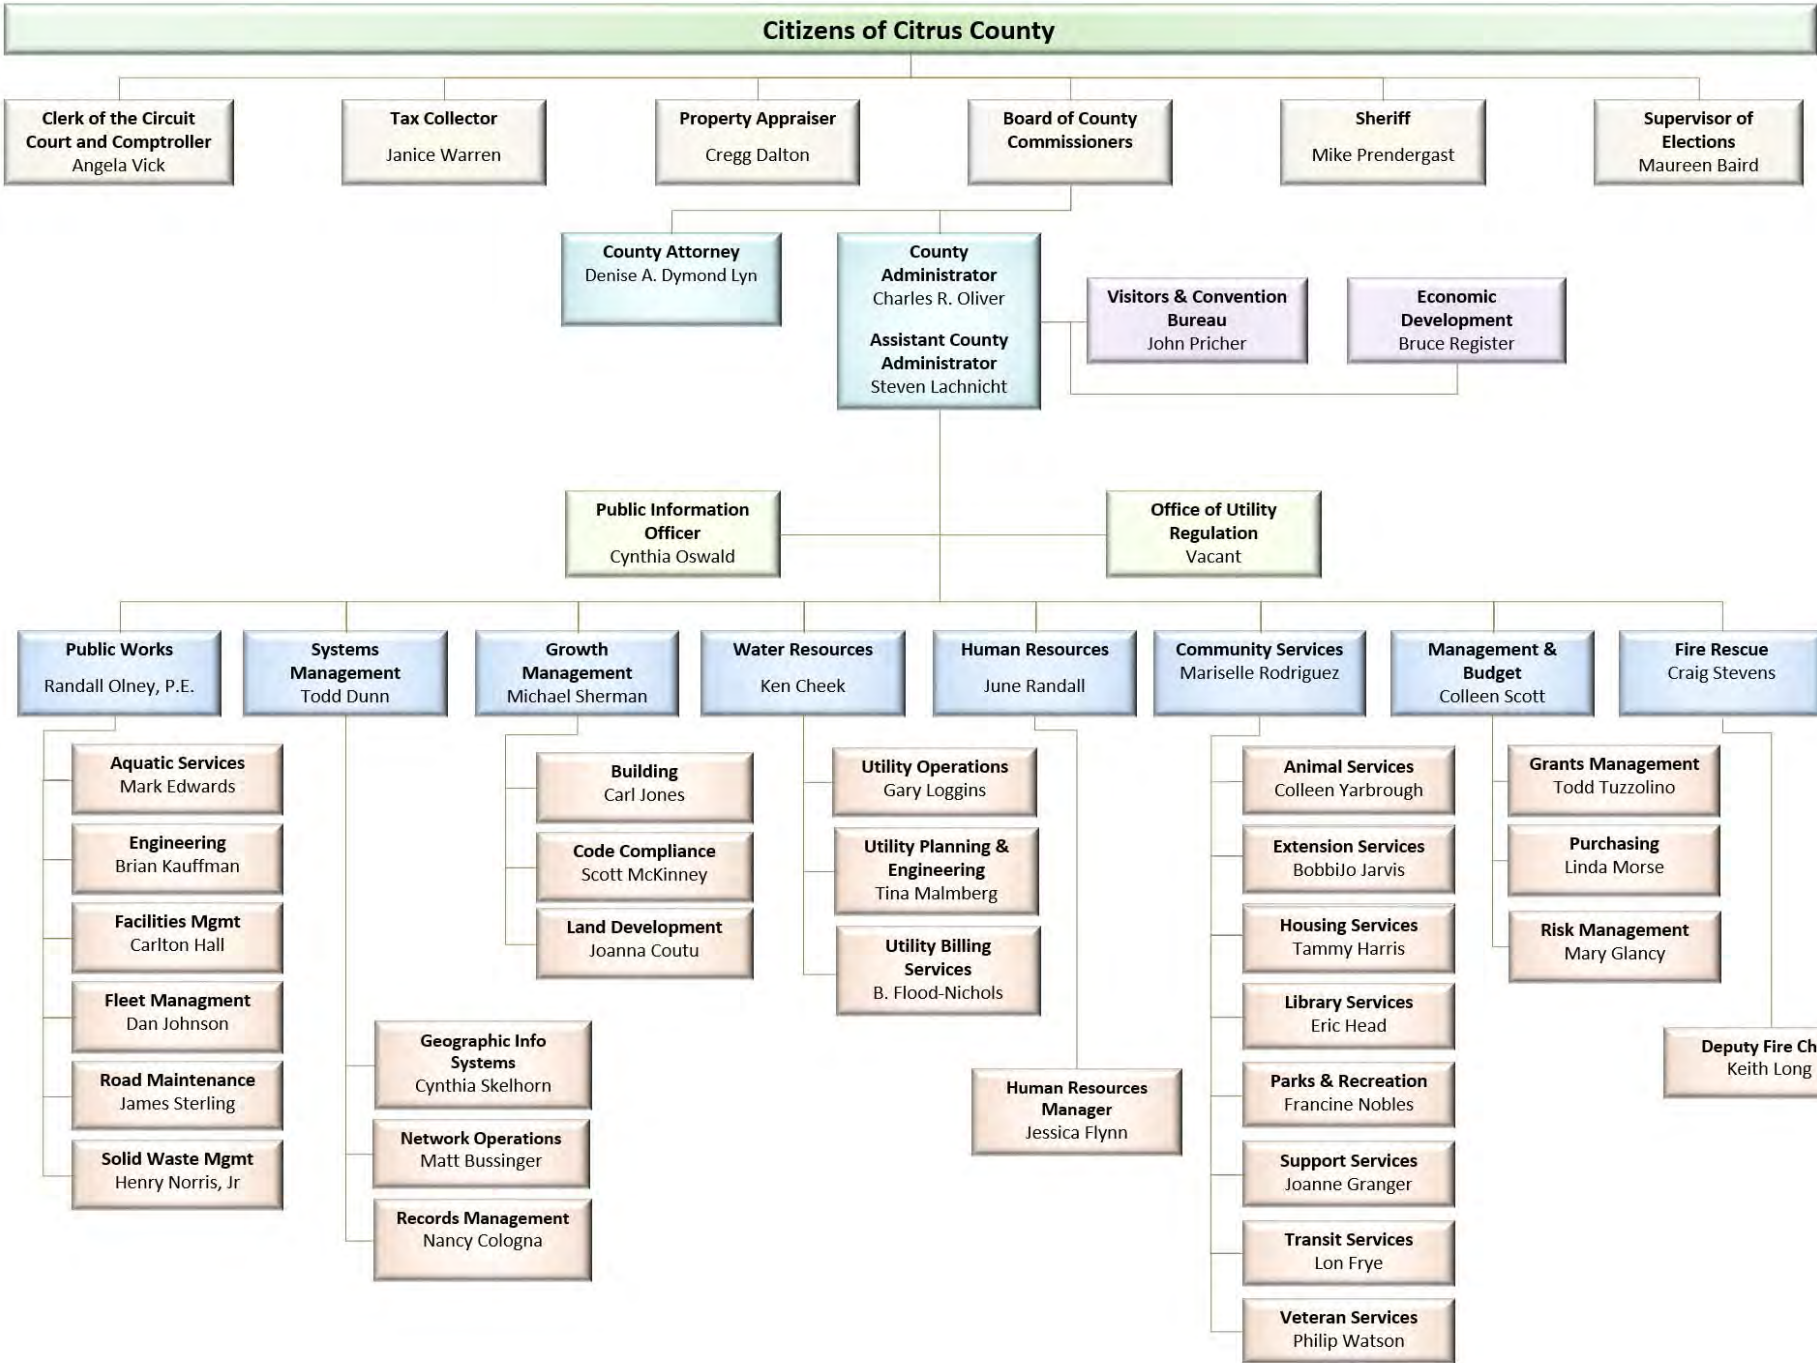 Citizens of Citrus County
Clerk of the Circuit
Court and Comptroller
Angela Vick
Tax Collector
Janice Warren
Property Appraiser
Cregg Dalton
Board of County
Commissioners
Sheriff
Mike Prendergast
Supervisor of
Elections
Maureen Baird
County Attorney
Denise A. Dymond Lyn
County
Administrator
Charles R. Oliver
Assistant County
Administrator
Steven Lachnicht
Visitors & Convention
Bureau
John Pricher
Economic
Development
Bruce Register
Public Information
Officer
Cynthia Oswald
Office of Utility
Regulation
Vacant
Public Works
Randall Olney, P.E.
Systems
Management
Todd Dunn
Growth
Management
Michael Sherman
Water Resources
Ken Cheek
Human Resources
June Randall
Community Services
Mariselle Rodriguez
Management &
Budget
Colleen Scott
Fire Rescue
Craig Stevens
Aquatic Services
Mark Edwards
Engineering
Brian Kauffman
Facilities Mgmt
Carlton Hall
Fleet Managment
Dan Johnson
Road Maintenance
James Sterling
Solid Waste Mgmt
Henry Norris, Jr
Geographic Info
Systems
Cynthia Skelhorn
Network Operations
Matt Bussinger
Records Management
Nancy Cologna
Building
Carl Jones
Code Compliance
Scott McKinney
Land Development
Joanna Coutu
Utility Operations
Gary Loggins
Utility Planning &
Engineering
Tina Malmberg
Utility Billing
Services
B. Flood-Nichols
Human Resources
Manager
Jessica Flynn
Animal Services
Colleen Yarbrough
Extension Services
BobbiJo Jarvis
Housing Services
Tammy Harris
Library Services
Eric Head
Parks & Recreation
Francine Nobles
Support Services
Joanne Granger
Transit Services
Lon Frye
Veteran Services
Philip Watson
Grants Management
Todd Tuzzolino
Purchasing
Linda Morse
Risk Management
Mary Glancy
Deputy Fire Ch
Keith Long